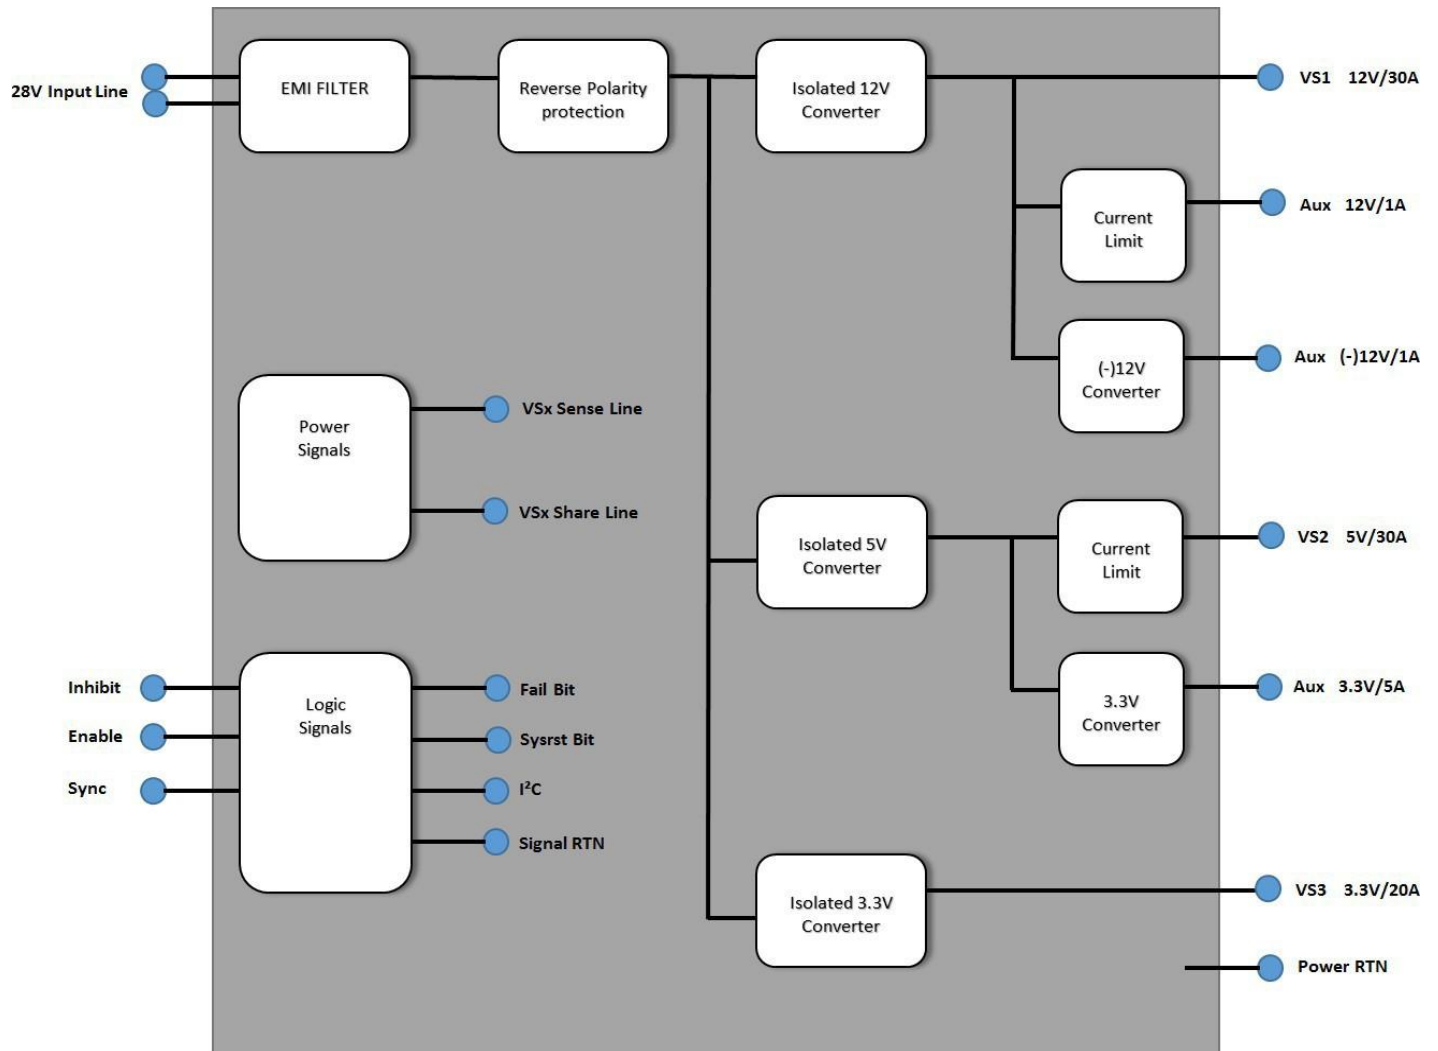 28V Input Line
EMI FILTER
Reverse Polarity
protection
Isolated 12V
Converter
VS1 12V/30A
Current
Limit
Aux 12V/1A
(-)12V
Converter
Aux (-)12V/1A
Power
Signals
VSx Sense Line
VSx Share Line
Isolated 5V
Converter
Current
Limit
VS2 5V/30A
3.3V
Converter
Aux 3.3V/5A
Inhibit
Enable
Sync
Logic
Signals
Fail Bit
Sysrst Bit
I²C
Signal RTN
Isolated 3.3V
Converter
VS3 3.3V/20A
Power RTN